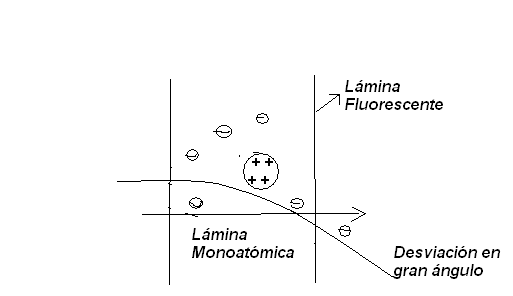 Lámina
Fluorescente
+ +
+ +
Lámina
Monoatómica
Desviación en
gran ángulo